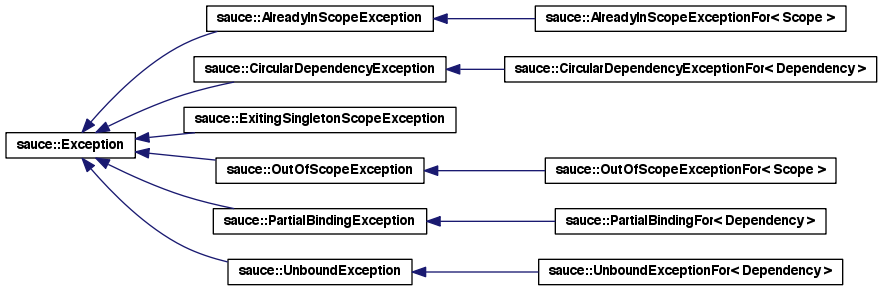 sauce::AlreadyInScopeException
sauce::AlreadyInScopeExceptionFor< Scope >
sauce::CircularDependencyException
sauce::CircularDependencyExceptionFor< Dependency >
sauce::ExitingSingletonScopeException
sauce::Exception
sauce::OutOfScopeException
sauce::OutOfScopeExceptionFor< Scope >
sauce::PartialBindingException
sauce::PartialBindingFor< Dependency >
sauce::UnboundException
sauce::UnboundExceptionFor< Dependency >